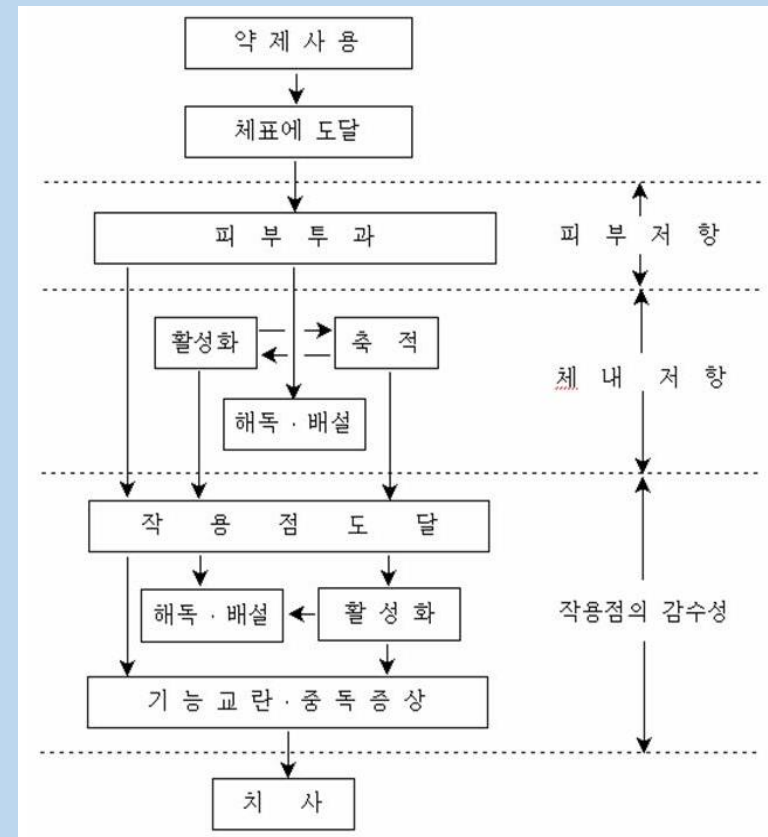 약 제 사 용
체표에 도달
피 부 투 과
피 부 저 항
활성화
축 적
체 내 저 항
해독 · 배설
작 용 점 도 달
해독 · 배설
활 성 화
작용점의 감수성
기 능 교 란 · 중 독 증 상
치 사